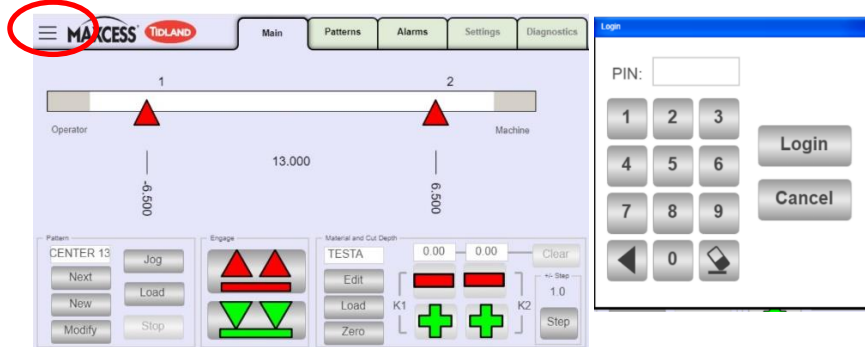 MAXCESS TIDLAND
Main Patterns Alarms Settings Diagnostics
1 2
Operator Machine
13.000
-6.500 6.500
Pattern
CENTER 13
Next
New
Modify
Jog
Load
Stop
Engage
Material and Cut Depth
TESTA
Edit
Load
Zero
0.00 0.00 Clear
K1 K2
+/- Step
1.0
Step
Login
PIN:
1 2 3
4 5 6
7 8 9
0
Login
Cancel